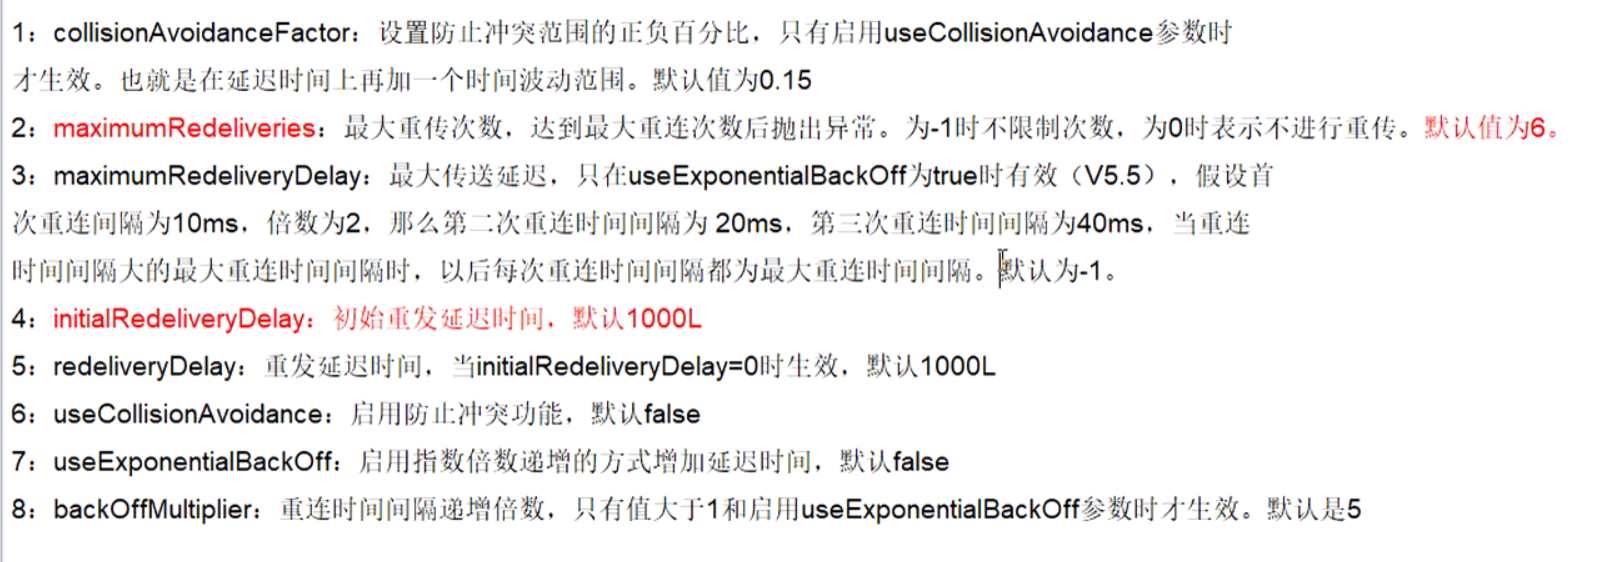 1：collisionAvoidanceFactor：设置防止冲突范围的正负百分比，只有启用useCollisionAvoidance参数时
才生效。也就是在延迟时间上再加一个时间波动范围。默认值为0.15
2：maximumRedeliveries：最大重传次数，达到最大重连次数后抛出异常。为-1时不限制次数，为0时表示不进行重传。默认值为6。
3：maximumRedeliveryDelay：最大传送延迟，只在useExponentialBackOff为true时有效（V5.5），假设首
次重连间隔为10ms，倍数为2，那么第二次重连时间间隔为 20ms，第三次重连时间间隔为40ms，当重连
时间间隔大的最大重连时间间隔时，以后每次重连时间间隔都为最大重连时间间隔。默认为-1。
4：initialRedeliveryDelay：初始重发延迟时间，默认1000L
5：redeliveryDelay：重发延迟时间，当initialRedeliveryDelay=0时生效，默认1000L
6：useCollisionAvoidance：启用防止冲突功能，默认false
7：useExponentialBackOff：启用指数倍数递增的方式增加延迟时间，默认false
8：backOffMultiplier：重连时间间隔递增倍数，只有值大于1和启用useExponentialBackOff参数时才生效。默认是5